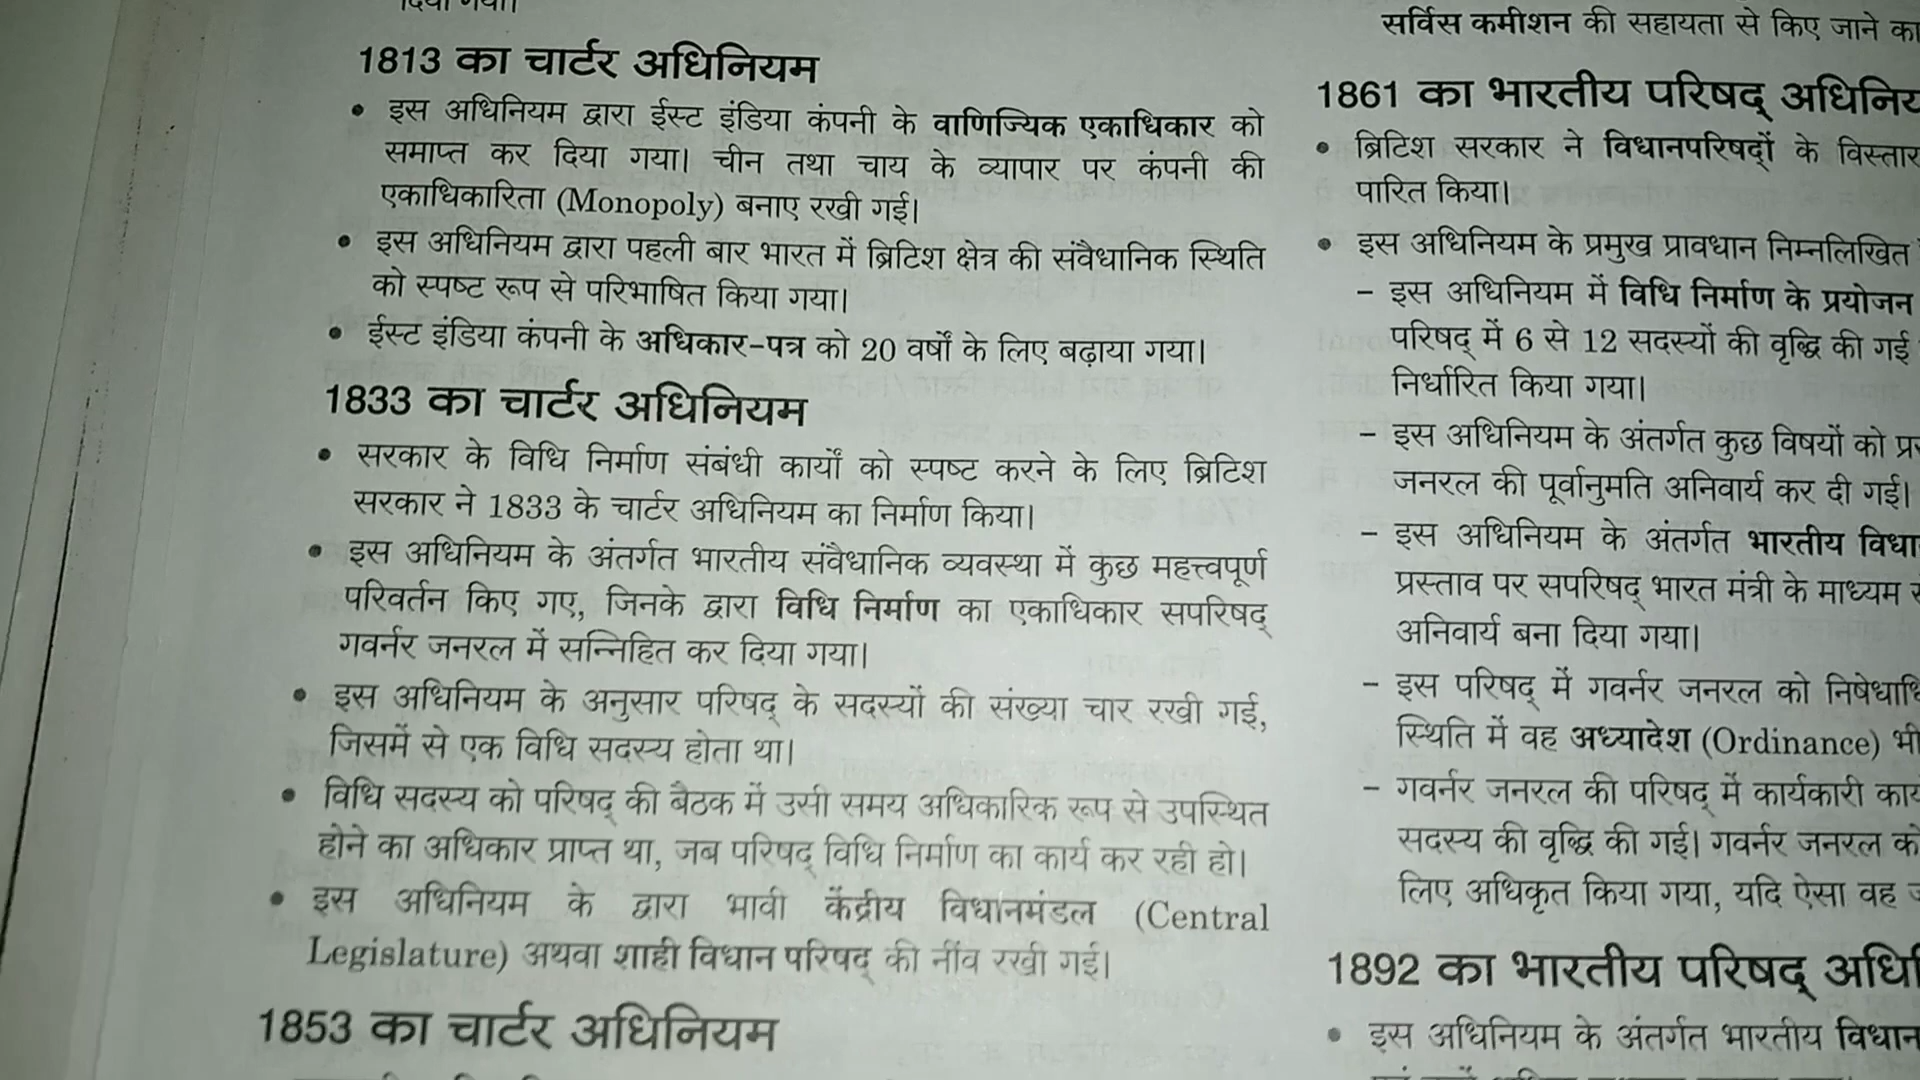 दिया गया।
1813 का चार्टर अधिनियम
• इस अधिनियम द्वारा ईस्ट इंडिया कंपनी के वाणिज्यिक एकाधिकार को
समाप्त कर दिया गया। चीन तथा चाय के व्यापार पर कंपनी की
एकाधिकारिता (Monopoly) बनाए रखी गई।
• इस अधिनियम द्वारा पहली बार भारत में ब्रिटिश क्षेत्र की संवैधानिक स्थिति
को स्पष्ट रूप से परिभाषित किया गया।
• ईस्ट इंडिया कंपनी के अधिकार-पत्र को 20 वर्षों के लिए बढ़ाया गया।
1833 का चार्टर अधिनियम
• सरकार के विधि निर्माण संबंधी कार्यों को स्पष्ट करने के लिए ब्रिटिश
सरकार ने 1833 के चार्टर अधिनियम का निर्माण किया।
• इस अधिनियम के अंतर्गत भारतीय संवैधानिक व्यवस्था में कुछ महत्त्वपूर्ण
परिवर्तन किए गए, जिनके द्वारा विधि निर्माण का एकाधिकार सपरिषद्
गवर्नर जनरल में सन्निहित कर दिया गया।
• इस अधिनियम के अनुसार परिषद् के सदस्यों की संख्या चार रखी गई,
जिसमें से एक विधि सदस्य होता था।
• विधि सदस्य को परिषद् की बैठक में उसी समय अधिकारिक रूप से उपस्थित
होने का अधिकार प्राप्त था, जब परिषद् विधि निर्माण का कार्य कर रही हो।
• इस अधिनियम के द्वारा भावी केंद्रीय विधानमंडल (Central
Legislature) अथवा शाही विधान परिषद् की नींव रखी गई।
1853 का चार्टर अधिनियम
सर्विस कमीशन की सहायता से किए जाने का
1861 का भारतीय परिषद्
• ब्रिटिश सरकार ने विधानपरिषदों के विस्तार
पारित किया।
• इस अधिनियम के प्रमुख प्रावधान निम्नलिखित
– इस अधिनियम में विधि निर्माण के प्रयोजन
परिषद् में 6 से 12 सदस्यों की वृद्धि की गई
निर्धारित किया गया।
– इस अधिनियम के अंतर्गत कुछ विषयों को
जनरल की पूर्वानुमति अनिवार्य कर दी गई।
– इस अधिनियम के अंतर्गत भारतीय
प्रस्ताव पर सपरिषद् भारत मंत्री के माध्यम
अनिवार्य बना दिया गया।
– इस परिषद् में गवर्नर जनरल को
स्थिति में वह अध्यादेश (Ordinance) भी
– गवर्नर जनरल की परिषद् में कार्यकारी
सदस्य की वृद्धि की गई। गवर्नर जनरल को
लिए अधिकृत किया गया, यदि ऐसा वह
1892 का भारतीय परिषद्
• इस अधिनियम के अंतर्गत भारतीय विधान